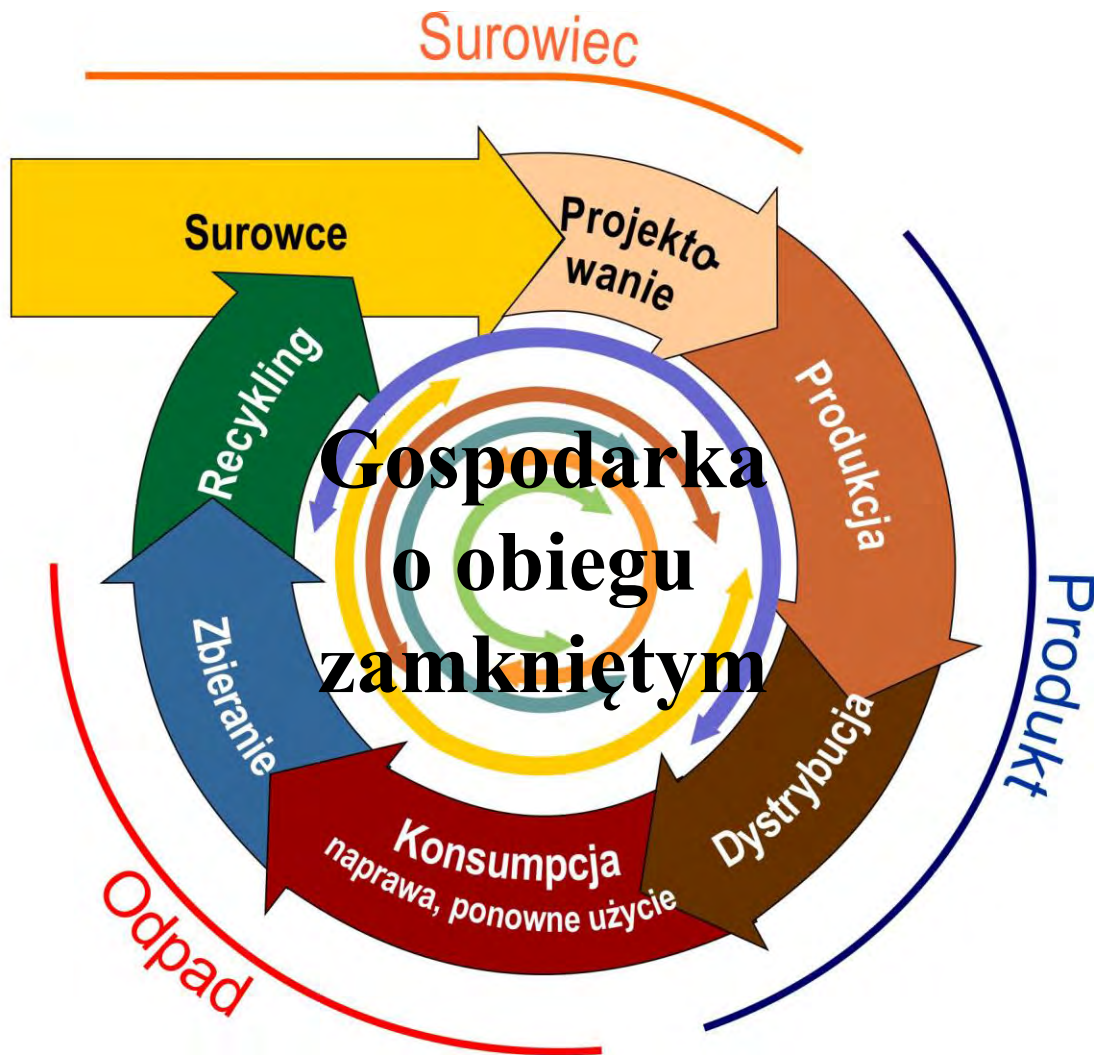 Surowiec
Surowce
Projekto-
wanie
Produkcja
Produkt
Dystrybucja
Konsumpcja
naprawa, ponowne użycie
Odpad
Zbieranie
Recykling
Gospodarka
o obiegu
zamkniętym